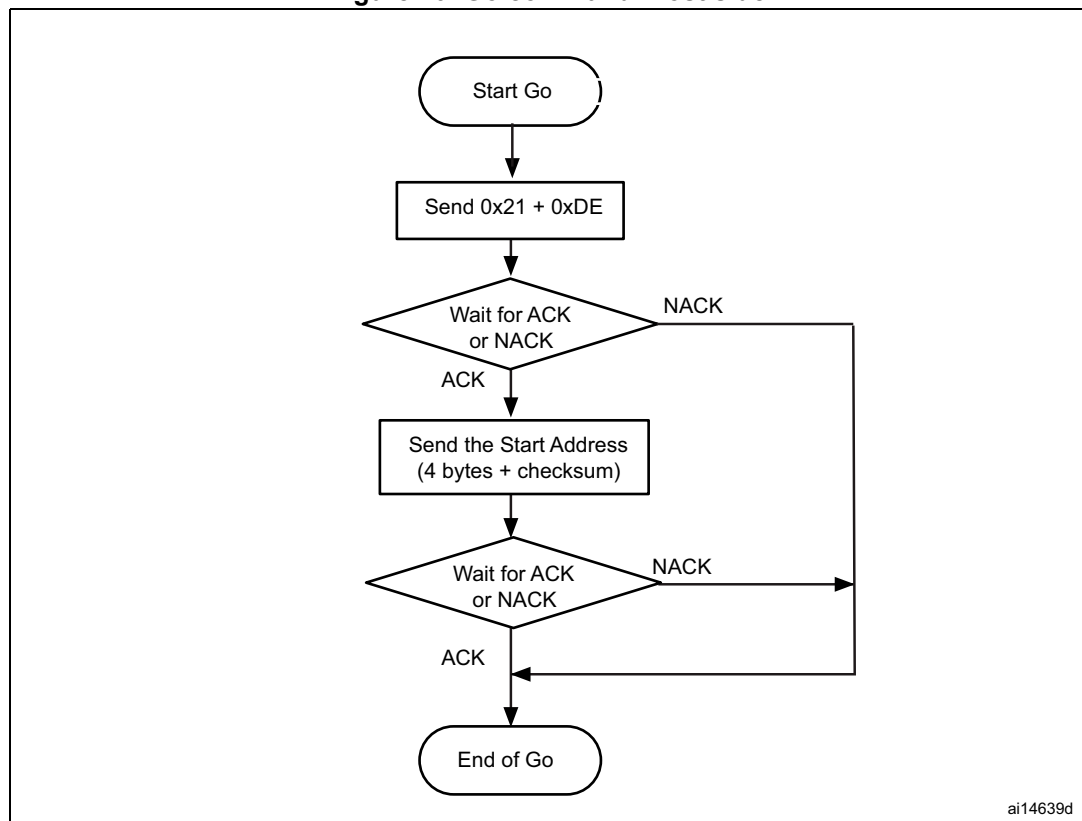 Start Go
Send 0x21 + 0xDE
Wait for ACK
or NACK
NACK
ACK
Send the Start Address
(4 bytes + checksum)
Wait for ACK
or NACK
NACK
ACK
End of Go
ai14639d